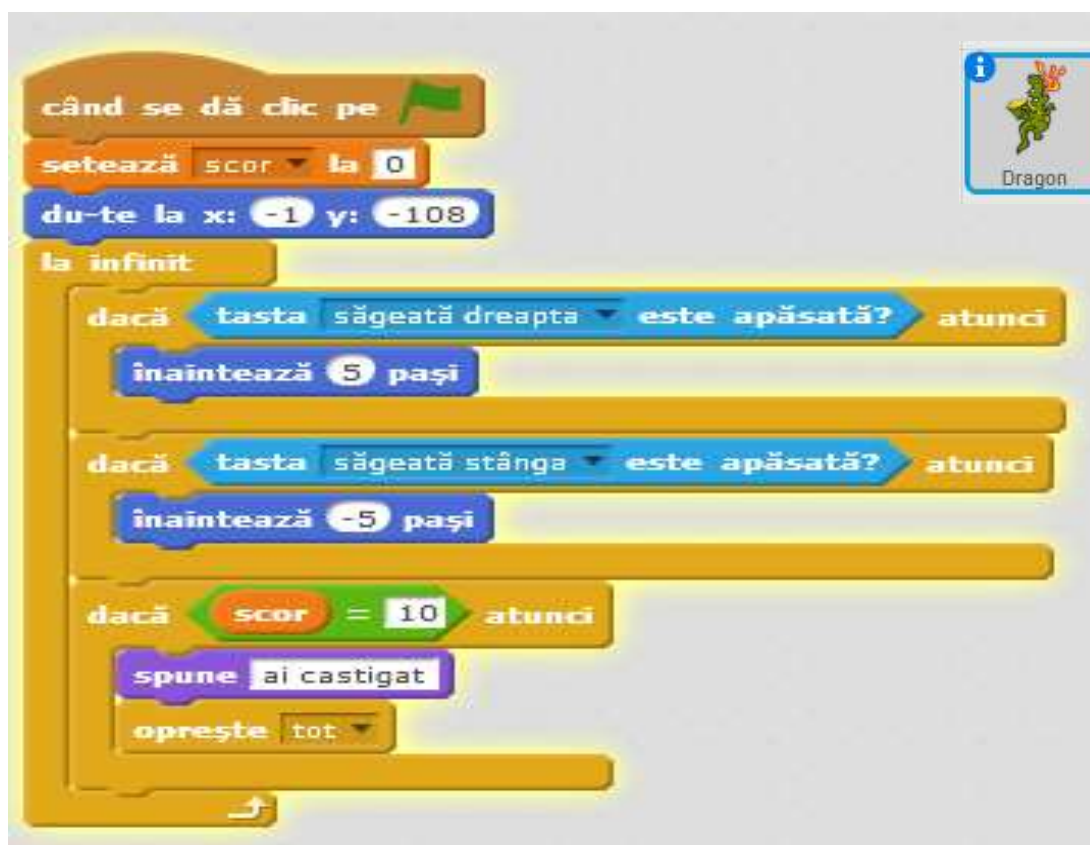 când se dă clic pe
setează scor la 0
du-te la x: -1 y: -108
la infinit
dacă tasta săgeată dreapta este apăsată? atunci
înaintează 5 pași
dacă tasta săgeată stânga este apăsată? atunci
înaintează -5 pași
dacă scor = 10 atunci
spune ai castigat
oprește tot
i
Dragon